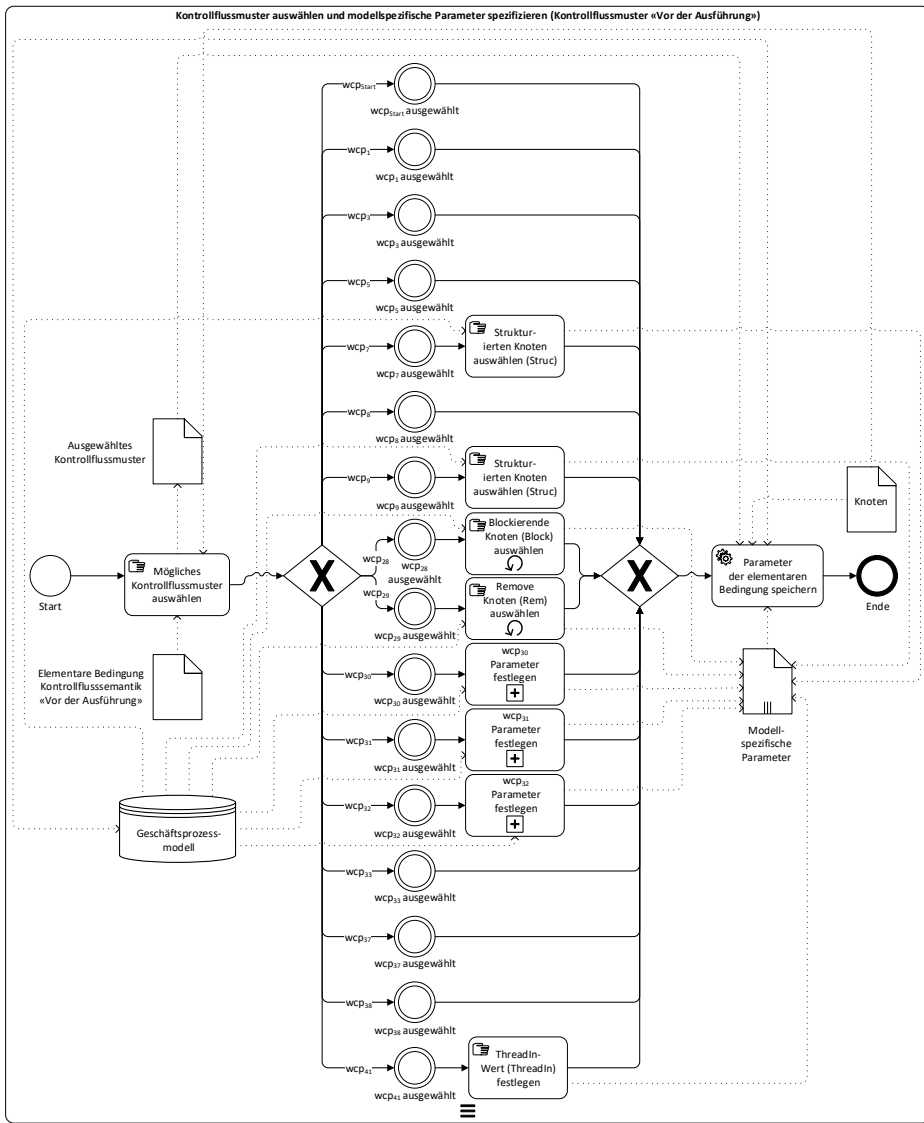 Kontrollflussmuster auswählen und modellspezifische Parameter spezifizieren (Kontrollflussmuster «Vor der Ausführung»)
wcpStart
wcpStart ausgewählt
wcp1
wcp1 ausgewählt
wcp3
wcp3 ausgewählt
wcp5
wcp5 ausgewählt
wcp7
wcp7 ausgewählt
Struktur-
ierten Knoten
auswählen (Struc)
wcp8
wcp8 ausgewählt
Ausgewähltes
Kontrollflussmuster
wcp9
wcp9 ausgewählt
Struktur-
ierten Knoten
auswählen (Struc)
Knoten
wcp28
wcp28
ausgewählt
Blockierende
Knoten (Block)
auswählen
Start
Mögliches
Kontrollflussmuster
auswählen
X
X
Parameter
der elementaren
Bedingung speichern
Ende
wcp29
wcp29 ausgewählt
Remove
Knoten (Rem)
auswählen
Elementare Bedingung
Kontrollflusssemantik
«Vor der Ausführung»
wcp30
wcp30 ausgewählt
wcp30
Parameter
festlegen
wcp31
wcp31 ausgewählt
wcp31
Parameter
festlegen
Modell-
spezifische
Parameter
wcp32
wcp32 ausgewählt
wcp32
Parameter
festlegen
Geschäftsprozess-
modell
wcp33
wcp33 ausgewählt
wcp37
wcp37 ausgewählt
wcp38
wcp38 ausgewählt
wcp41
wcp41 ausgewählt
ThreadIn-
Wert (ThreadIn)
festlegen